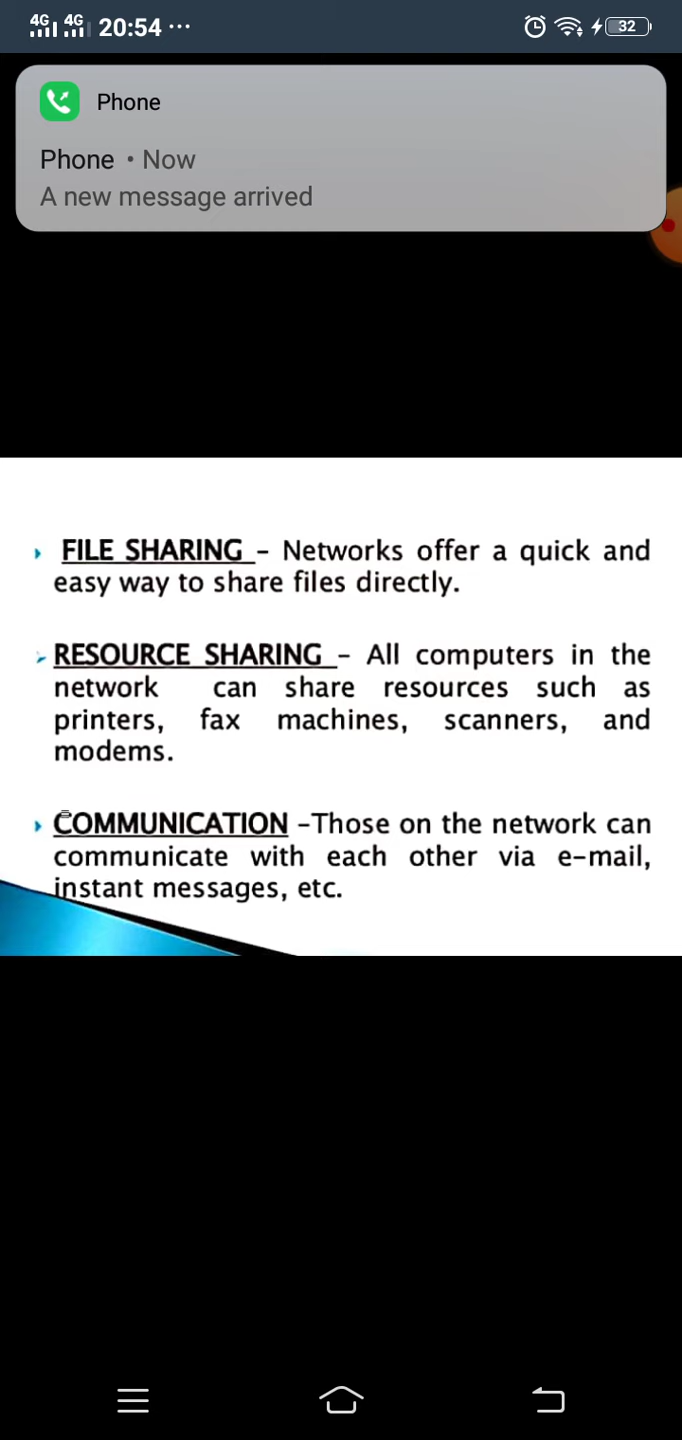 4G 4G 20:54 ··· 32
Phone
Phone • Now
A new message arrived
FILE SHARING – Networks offer a quick and
easy way to share files directly.
RESOURCE SHARING – All computers in the
network can share resources such as
printers, fax machines, scanners, and
modems.
COMMUNICATION –Those on the network can
communicate with each other via e-mail,
instant messages, etc.